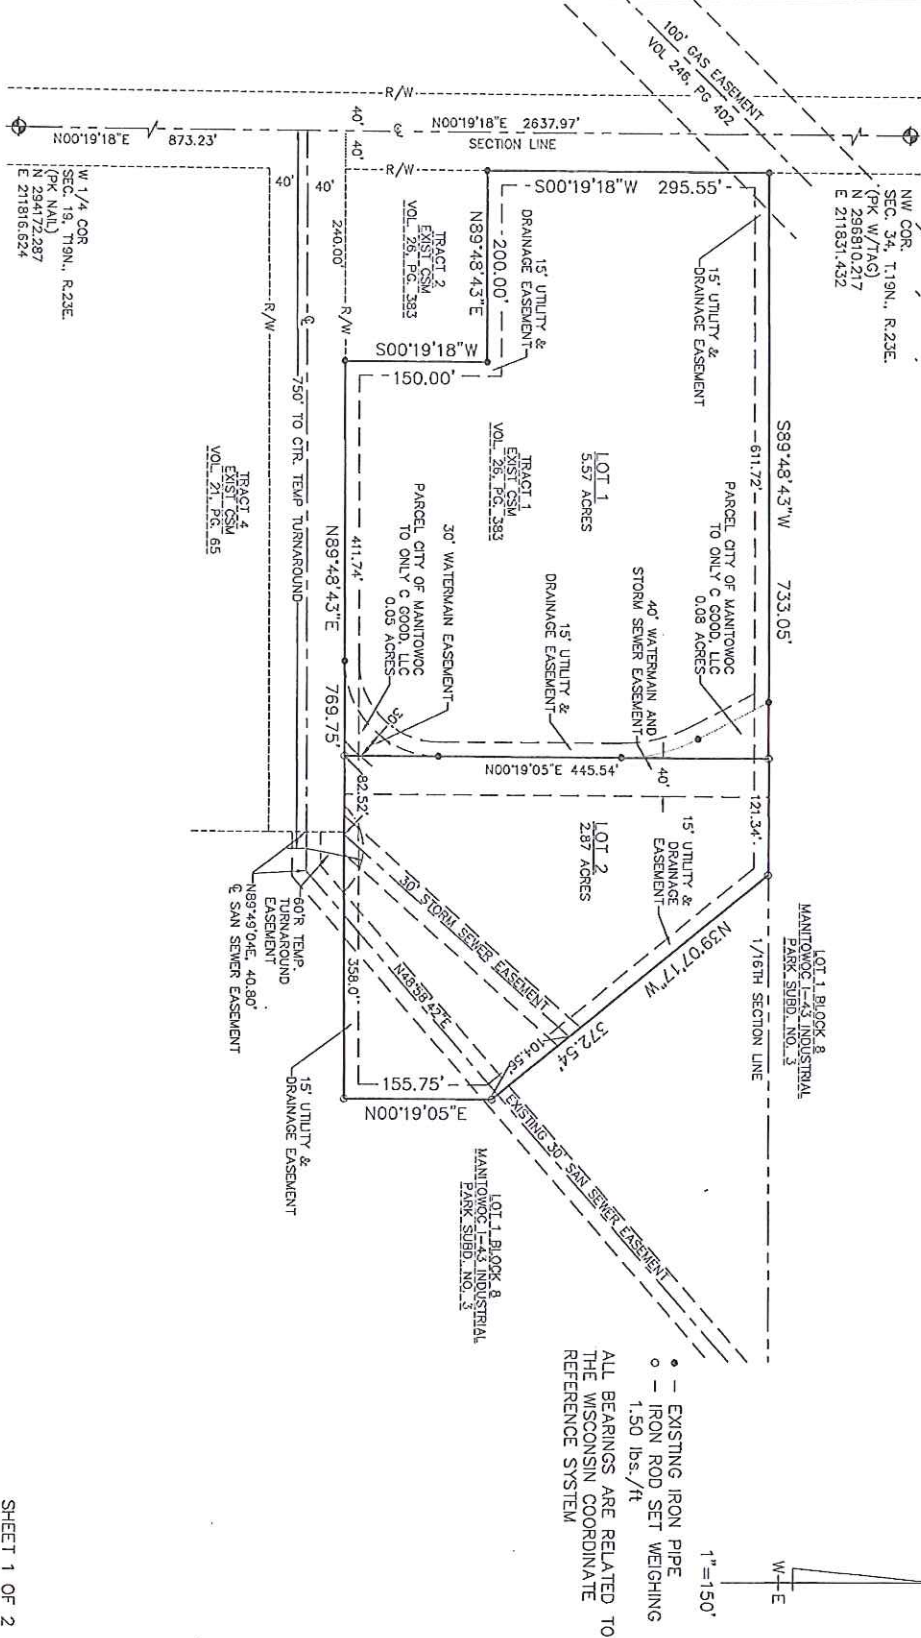 100' GAS EASEMENT
VOL 246, PG 402
NW COR.
SEC. 34, T.19N., R.23E.
(PK W/TAG)
N 296810.217
E 211831.432
R/W
N00°19'18"E 873.23'
40'
40'
℄
N00°19'18"E 2637.97'
SECTION LINE
R/W
W 1/4 COR
SEC. 19, T19N., R.23E.
(PK NAIL)
N 294172.287
E 211816.624
40'
40'
240.00'
R/W
R/W
℄
TRACT 2
EXIST CSM
VOL. 26, PG. 383
N89°48'43"E
200.00'
S00°19'18"W 295.55'
15' UTILITY &
DRAINAGE EASEMENT
15' UTILITY &
DRAINAGE EASEMENT
S00°19'18"W
150.00'
S89°48'43"W 733.05'
611.72'
LOT 1
5.57 ACRES
TRACT 1
EXIST CSM
VOL. 26, PG. 383
PARCEL CITY OF MANITOWOC
TO ONLY C GOOD, LLC
0.08 ACRES
PARCEL CITY OF MANITOWOC
TO ONLY C GOOD, LLC
0.05 ACRES
30' WATERMAIN EASEMENT
40' WATERMAIN AND
STORM SEWER EASEMENT
15' UTILITY &
DRAINAGE EASEMENT
750' TO CTR. TEMP TURNAROUND
TRACT 4
EXIST CSM
VOL. 21, PG. 65
411.74'
N89°48'43"E 769.75'
30'
N00°19'05"E 445.54'
40'
82.52'
121.34'
LOT 2
2.87 ACRES
15' UTILITY &
DRAINAGE
EASEMENT
30' STORM SEWER EASEMENT
N48°58'42"E
N39°07'17"W 372.54'
104.56'
1/16TH SECTION LINE
LOT 1 BLOCK 8
MANITOWOC I-43 INDUSTRIAL
PARK SUBD. NO. 3
60'R TEMP.
TURNAROUND
EASEMENT
N89°49'04E, 40.80'
℄ SAN SEWER EASEMENT
358.0'
155.75'
N00°19'05"E
15' UTILITY &
DRAINAGE EASEMENT
EXISTING 30' SAN SEWER EASEMENT
LOT 1 BLOCK 8
MANITOWOC I-43 INDUSTRIAL
PARK SUBD. NO. 3
● – EXISTING IRON PIPE
○ – IRON ROD SET WEIGHING
1.50 lbs./ft
ALL BEARINGS ARE RELATED TO
THE WISCONSIN COORDINATE
REFERENCE SYSTEM
1"=150'
W E
SHEET 1 OF 2